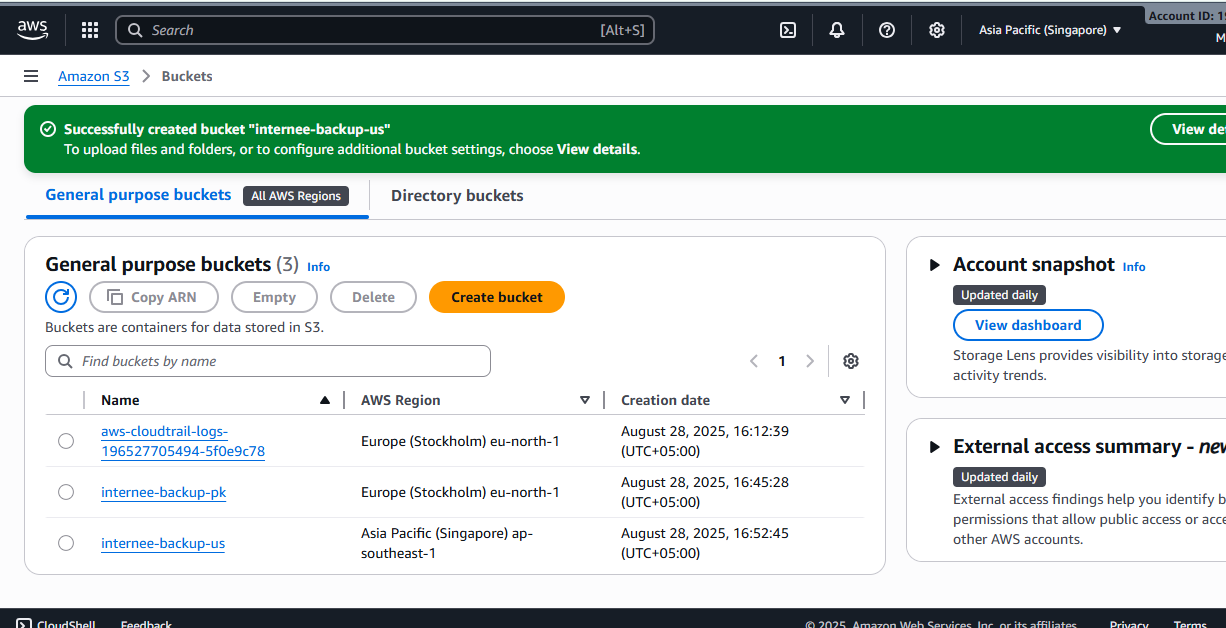 aws
Search
[Alt+S]
Asia Pacific (Singapore)
Account ID: 19
M
Amazon S3
Buckets
Successfully created bucket "internee-backup-us"
To upload files and folders, or to configure additional bucket settings, choose View details.
View det
General purpose buckets
All AWS Regions
Directory buckets
General purpose buckets (3) Info
Copy ARN
Empty
Delete
Create bucket
Buckets are containers for data stored in S3.
Find buckets by name
1
Name
AWS Region
Creation date
aws-cloudtrail-logs-
196527705494-5f0e9c78
Europe (Stockholm) eu-north-1
August 28, 2025, 16:12:39
(UTC+05:00)
internee-backup-pk
Europe (Stockholm) eu-north-1
August 28, 2025, 16:45:28
(UTC+05:00)
internee-backup-us
Asia Pacific (Singapore) ap-
southeast-1
August 28, 2025, 16:52:45
(UTC+05:00)
Account snapshot Info
Updated daily
View dashboard
Storage Lens provides visibility into storage
activity trends.
External access summary - new
Updated daily
External access findings help you identify b
permissions that allow public access or acce
other AWS accounts.
CloudShell
Feedback
© 2025, Amazon Web Services, Inc. or its affiliates.
Privacy
Terms